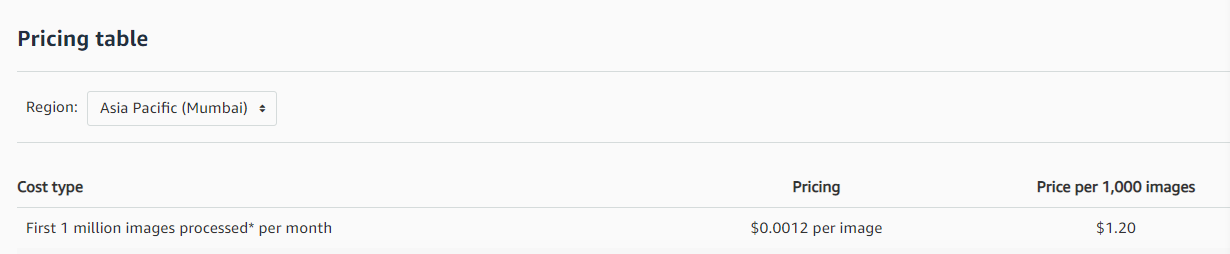 Pricing table
Region: Asia Pacific (Mumbai)
Cost type Pricing Price per 1,000 images
First 1 million images processed* per month $0.0012 per image $1.20